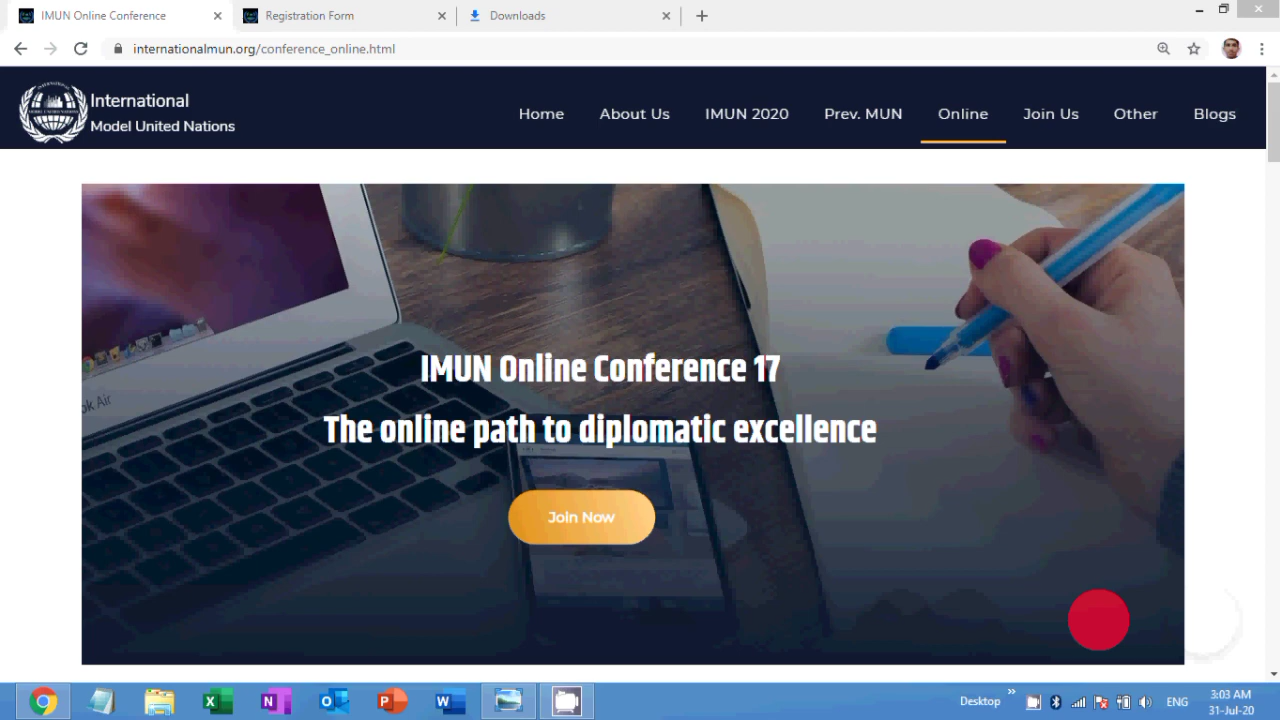 IMUN Online Conference
Registration Form
Downloads
internationalmun.org/conference_online.html
International
Model United Nations
Home
About Us
IMUN 2020
Prev. MUN
Online
Join Us
Other
Blogs
ok Air
IMUN Online Conference 17
The online path to diplomatic excellence
Join Now
Desktop
ENG
3:03 AM
31-Jul-20